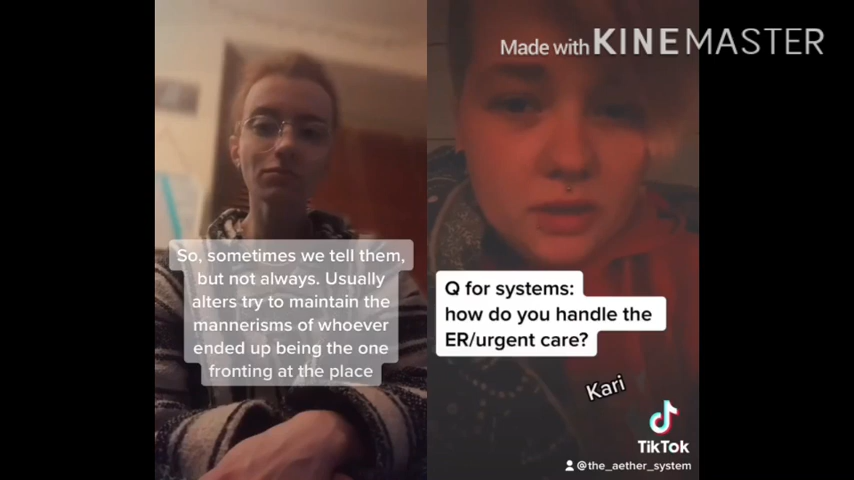 Made with KINEMASTER
So, sometimes we tell them,
but not always. Usually
alters try to maintain the
mannerisms of whoever
ended up being the one
fronting at the place
Q for systems:
how do you handle the
ER/urgent care?
Kari
TikTok
@the_aether_system